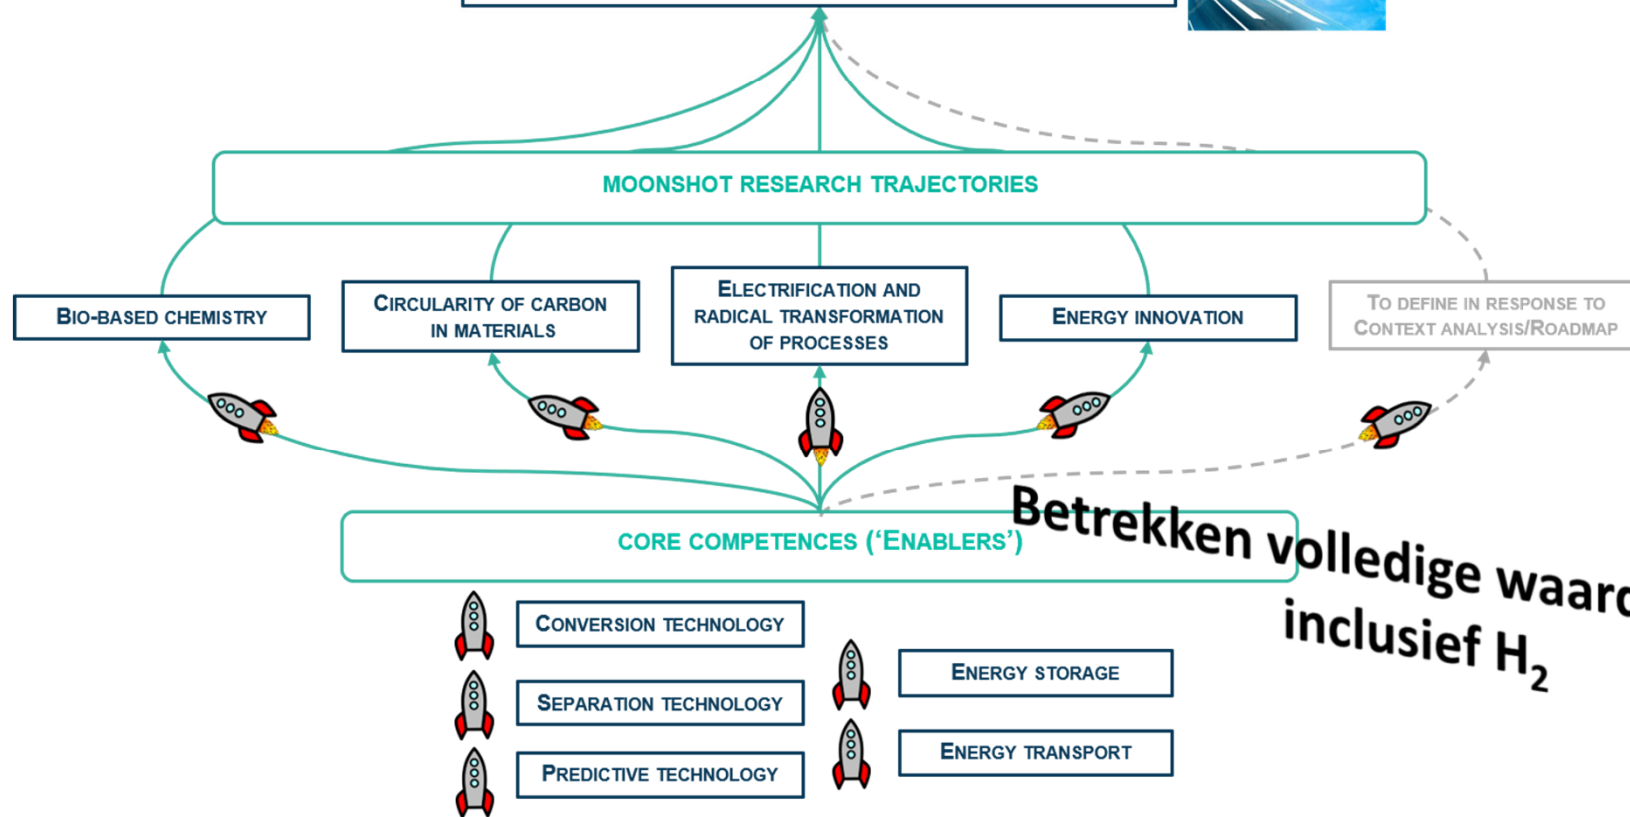 MOONSHOT RESEARCH TRAJECTORIES
BIO-BASED CHEMISTRY
CIRCULARITY OF CARBON
IN MATERIALS
ELECTRIFICATION AND
RADICAL TRANSFORMATION
OF PROCESSES
ENERGY INNOVATION
TO DEFINE IN RESPONSE TO
CONTEXT ANALYSIS/ROADMAP
CORE COMPETENCES (‘ENABLERS’)
Betrekken volledige
inclusief H₂
CONVERSION TECHNOLOGY
SEPARATION TECHNOLOGY
PREDICTIVE TECHNOLOGY
ENERGY STORAGE
ENERGY TRANSPORT